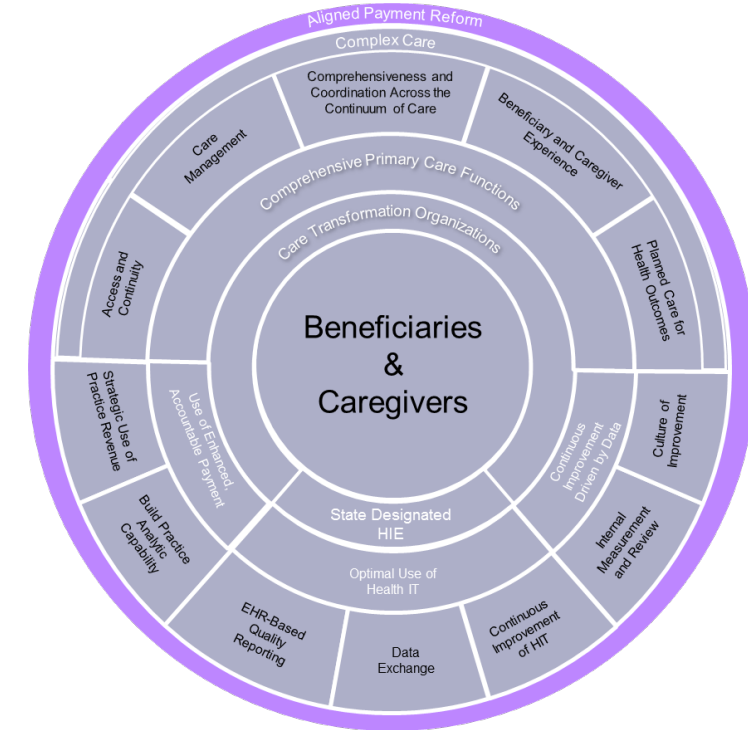 Aligned Payment Reform
Complex Care
Comprehensiveness and
Coordination Across the
Continuum of Care
Care
Management
Beneficiary and Caregiver
Experience
Access and
Continuity
Planned Care for
Health Outcomes
Comprehensive Primary Care Functions
Care Transformation Organizations
Beneficiaries
&
Caregivers
Strategic Use of
Practice Revenue
Use of Enhanced,
Accountable Payment
Continuous
Improvement
Driven by Data
Culture of
Improvement
Build Practice
Analytic
Capability
State Designated
HIE
Internal
Measurement
and Review
Optimal Use of
Health IT
EHR-Based
Quality
Reporting
Data
Exchange
Continuous
Improvement
of HIT